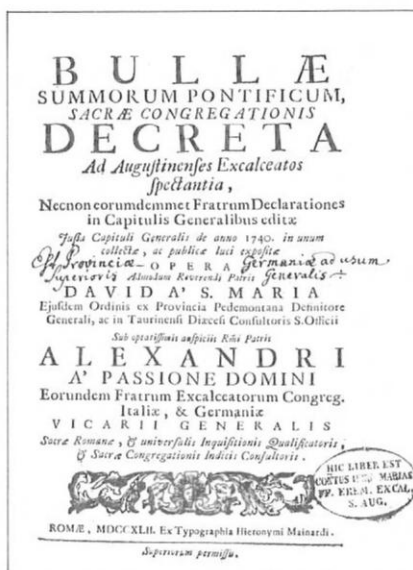 BULLÆ
SUMMORUM PONTIFICUM,
SACRÆ CONGREGATIONIS
DECRETA
Ad Augustinenses Excalceatos
spectantia,
Necnon eorumdemmet Fratrum Declarationes
in Capitulis Generalibus editæ
Jussu Capituli Generalis de anno 1740. in unum
collectæ, ac publicæ luci expositæ
Provinciæ OPERA Germaniæ ad usum
Superioris Admodum Reverendi Patris Generalis
DAVID A' S. MARIA
Ejusdem Ordinis ex Provincia Pedemontana Definitore
Generali, ac in Taurinensi Diœcesi Consultoris S. Officii
Sub optatissimis auspiciis Rmi Patris
ALEXANDRI
A' PASSIONE DOMINI
Eorundem Fratrum Excalceatorum Congreg.
Italiæ, & Germaniæ
VICARII GENERALIS
Sacræ Romanæ, & universalis Inquisitionis Qualificatoris,
& Sacræ Congregationis Indicis Consultoris.
HIC LIBER EST
MARIAE
FF. EREM. EXCAL.
S. AUG.
ROMÆ, MDCCXLII. Ex Typographia Hieronymi Mainardi.
Superiorum permissu.